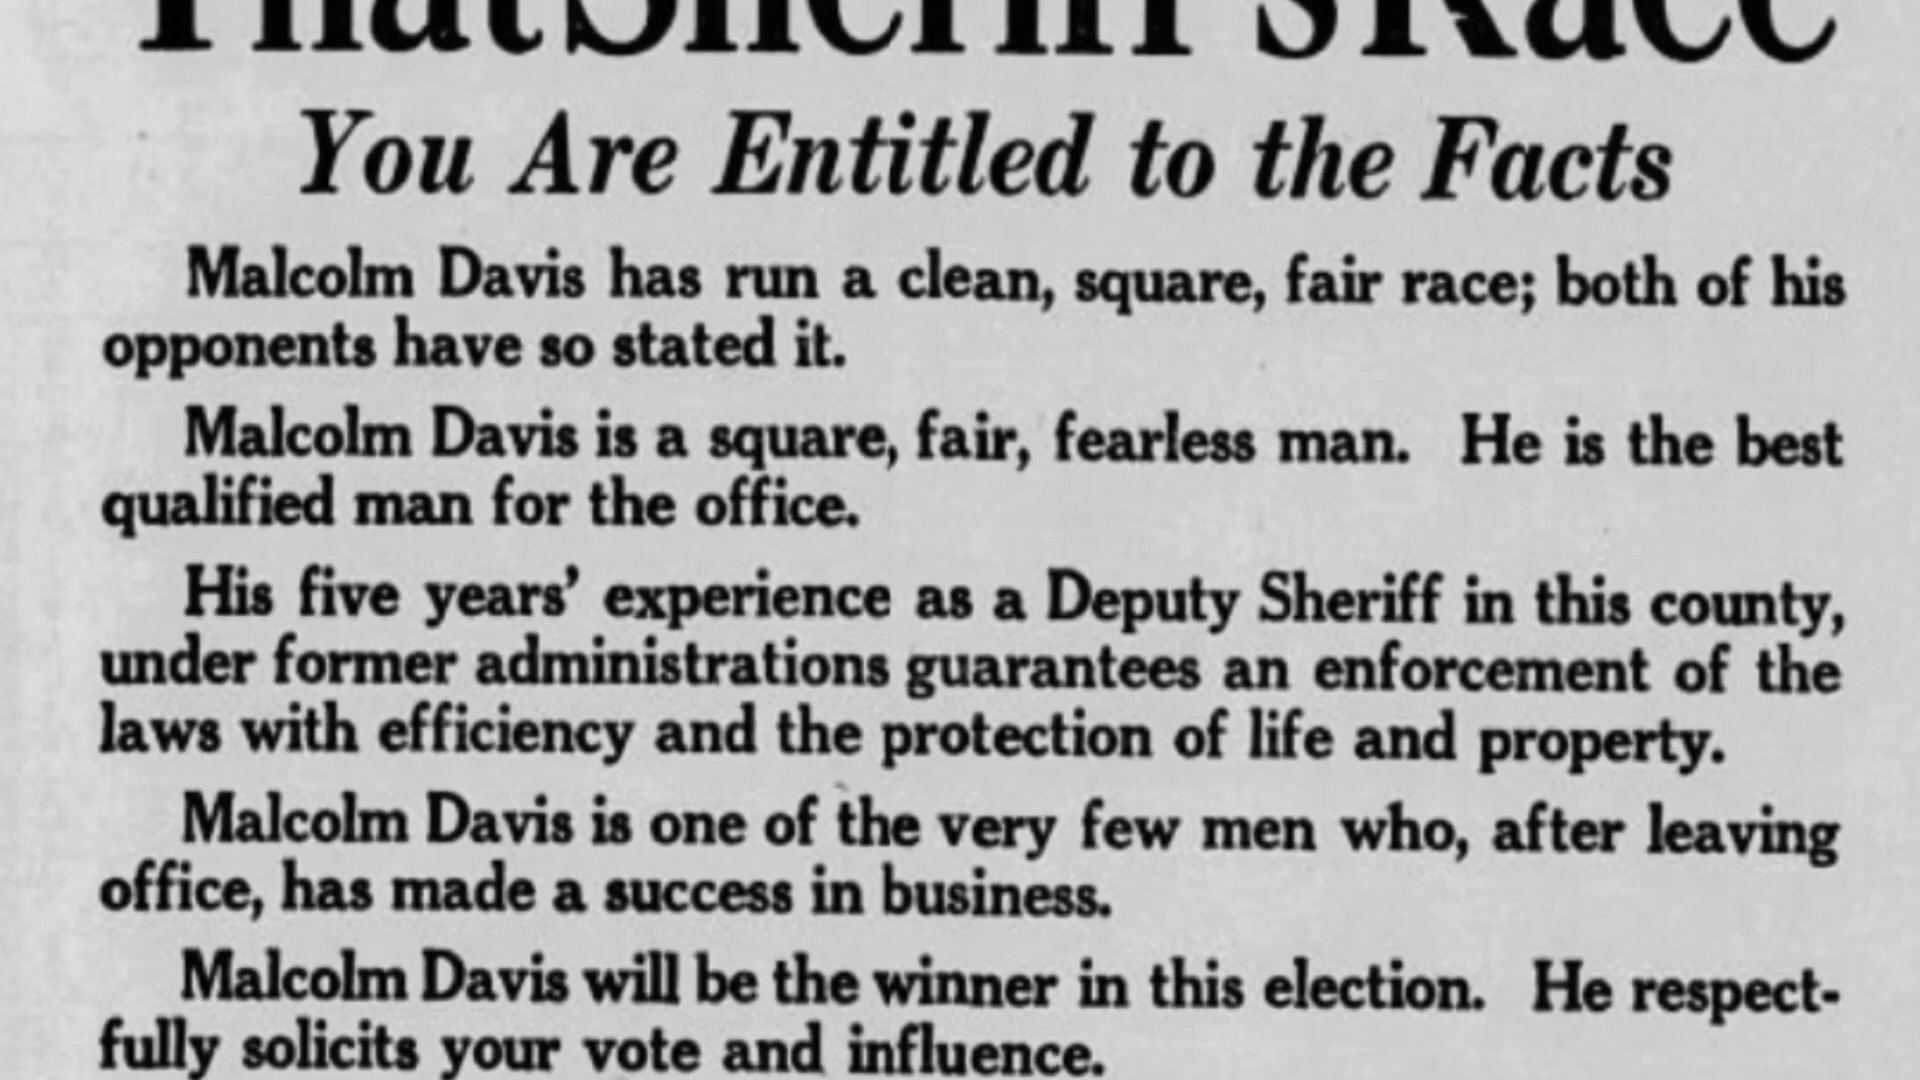 That Sheriff's Race
You Are Entitled to the Facts
Malcolm Davis has run a clean, square, fair race; both of his
opponents have so stated it.
Malcolm Davis is a square, fair, fearless man. He is the best
qualified man for the office.
His five years' experience as a Deputy Sheriff in this county,
under former administrations guarantees an enforcement of the
laws with efficiency and the protection of life and property.
Malcolm Davis is one of the very few men who, after leaving
office, has made a success in business.
Malcolm Davis will be the winner in this election. He respect-
fully solicits your vote and influence.